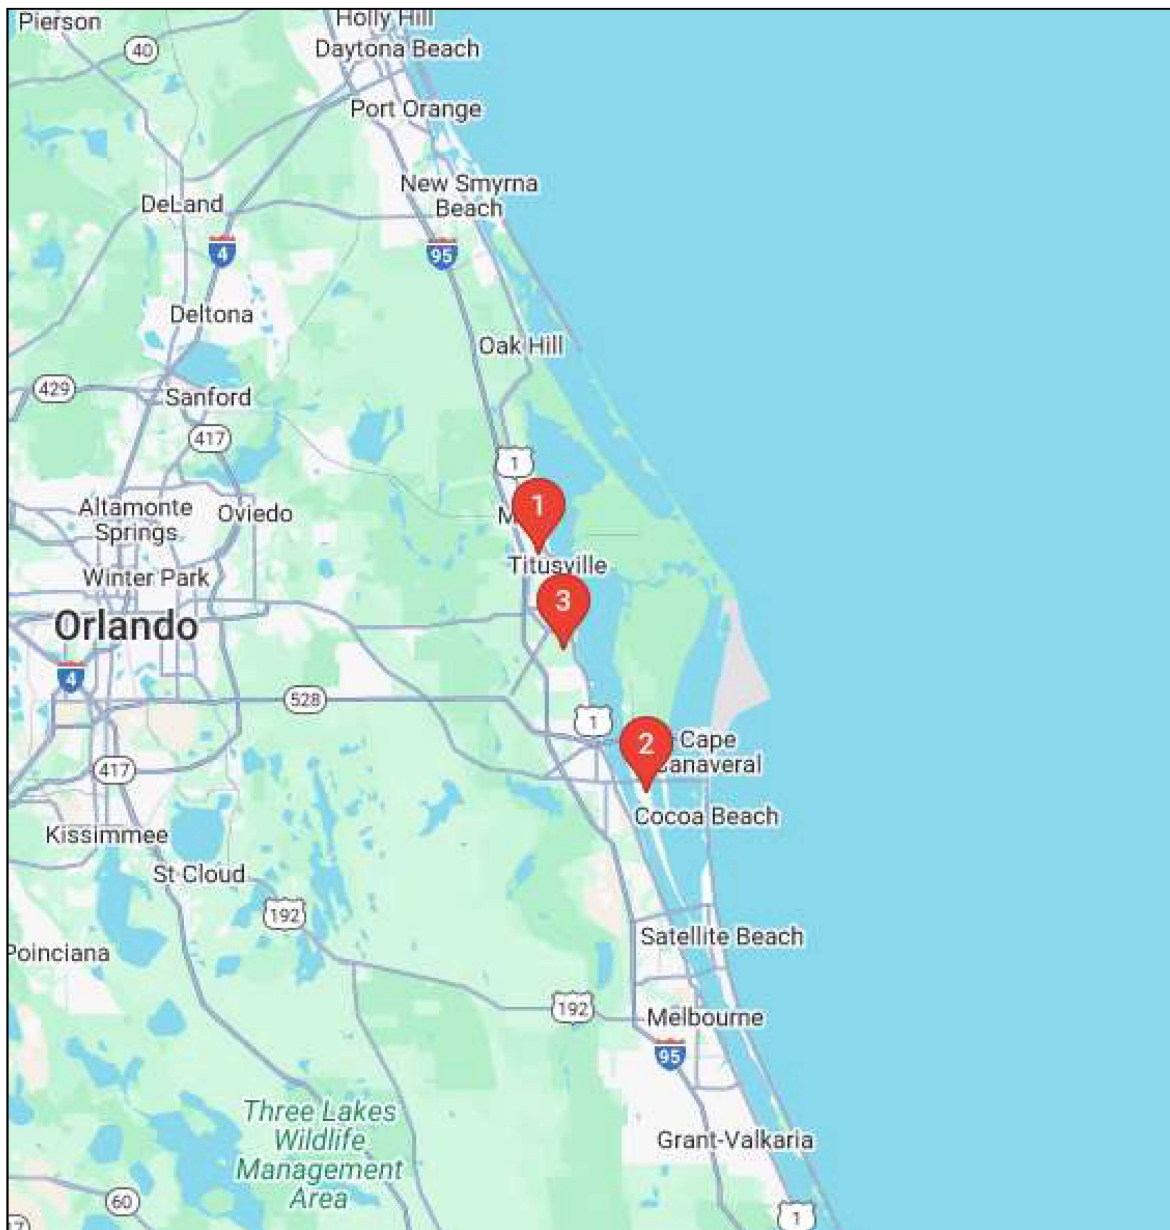 Pierson
Holly Hill
40
Daytona Beach
Port Orange
New Smyrna
Beach
DeLand
4
95
Deltona
Oak Hill
429
Sanford
417
1
Altamonte
Springs
Oviedo
1
Titusville
Winter Park
3
Orlando
4
528
1
2
Cape
417
Cocoa Beach
Kissimmee
St Cloud
192
Satellite Beach
Poinciana
192
Melbourne
95
Three Lakes
Wildlife
Management
Area
Grant-Valkaria
60
1